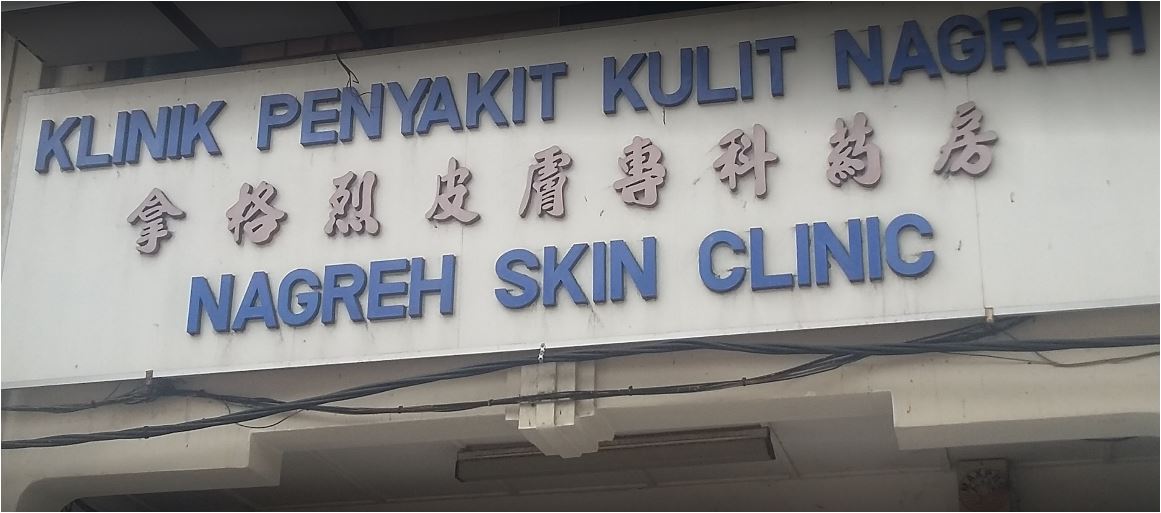 KLINIK PENYAKIT KULIT NAGREH
拿格烈皮膚專科葯房
NAGREH SKIN CLINIC